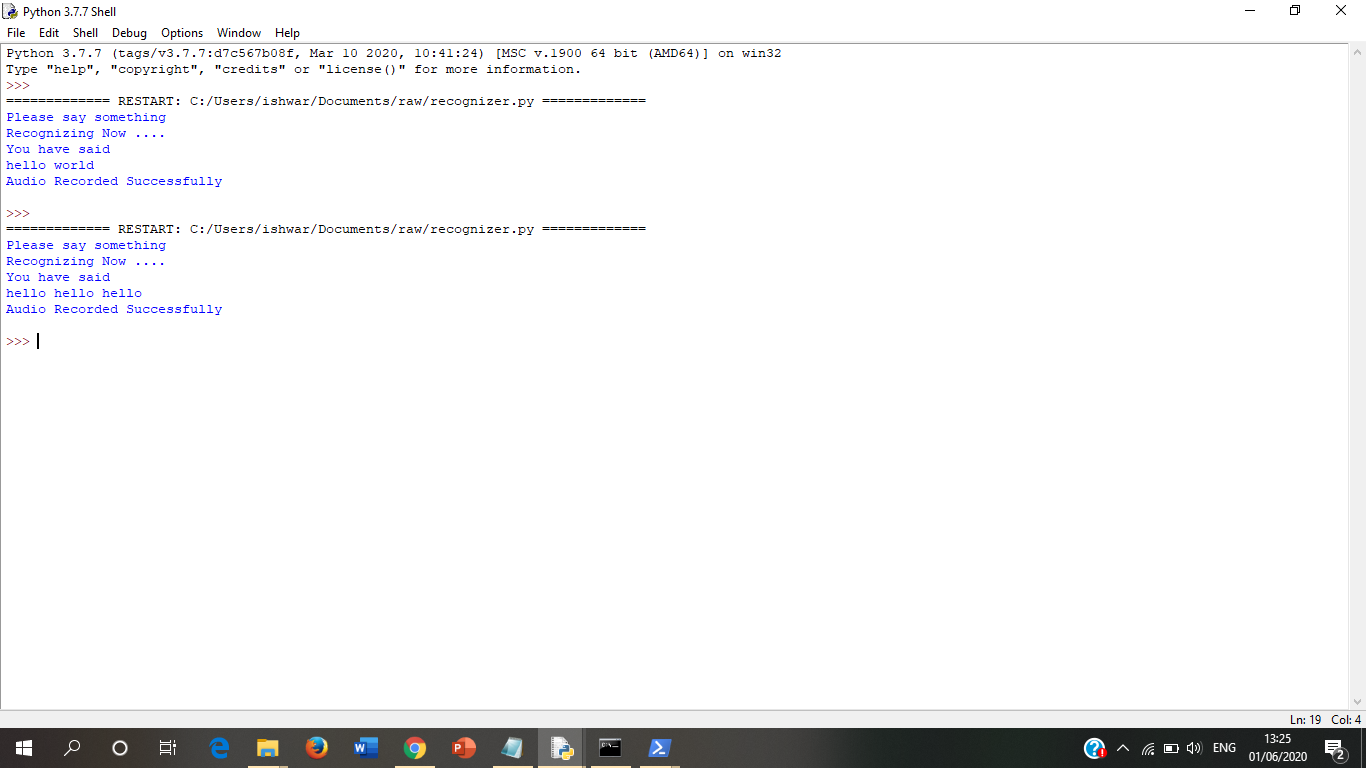 Python 3.7.7 Shell
File Edit Shell Debug Options Window Help
Python 3.7.7 (tags/v3.7.7:d7c567b08f, Mar 10 2020, 10:41:24) [MSC v.1900 64 bit (AMD64)] on win32
Type "help", "copyright", "credits" or "license()" for more information.
>>>
============= RESTART: C:/Users/ishwar/Documents/raw/recognizer.py =============
Please say something
Recognizing Now ....
You have said
hello world
Audio Recorded Successfully
>>>
============= RESTART: C:/Users/ishwar/Documents/raw/recognizer.py =============
Please say something
Recognizing Now ....
You have said
hello hello hello
Audio Recorded Successfully
>>>
Ln: 19 Col: 4
ENG
13:25
01/06/2020
2